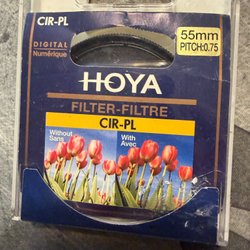 CIR-PL
55mm
PITCH:0.75
DIGITAL
Numérique
HOYA
FILTER-FILTRE
CIR-PL
Without
Sans
With
Avec